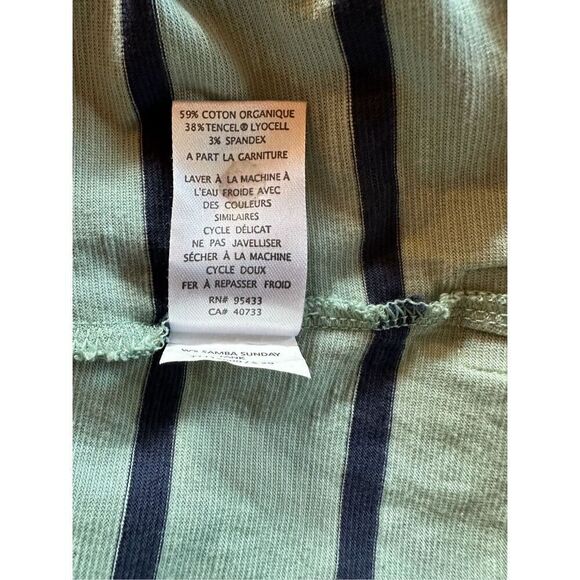 59% COTON ORGANIQUE
38%TENCEL® LYOCELL
3% SPANDEX
A PART LA GARNITURE
LAVER À LA MACHINE À
L'EAU FROIDE AVEC
DES COULEURS
SIMILAIRES
CYCLE DÉLICAT
NE PAS JAVELLISER
SÉCHER À LA MACHINE
CYCLE DOUX
FER À REPASSER FROID
RN# 95433
CA# 40733
W's SAMBA SUNDAY
TANK